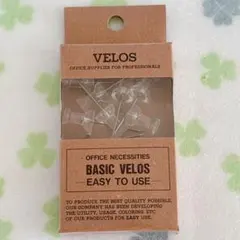 VELOS
OFFICE SUPPLIES FOR PROFESSIONALS
OFFICE NECESSITIES
BASIC VELOS
EASY TO USE
TO PRODUCE THE BEST QUALITY POSSIBLE,
OUR COMPANY HAS BEEN DEVELOPING
THE UTILITY, USAGE, COLORING ETC.
OF OUR PRODUCTS FOR EASY USE.